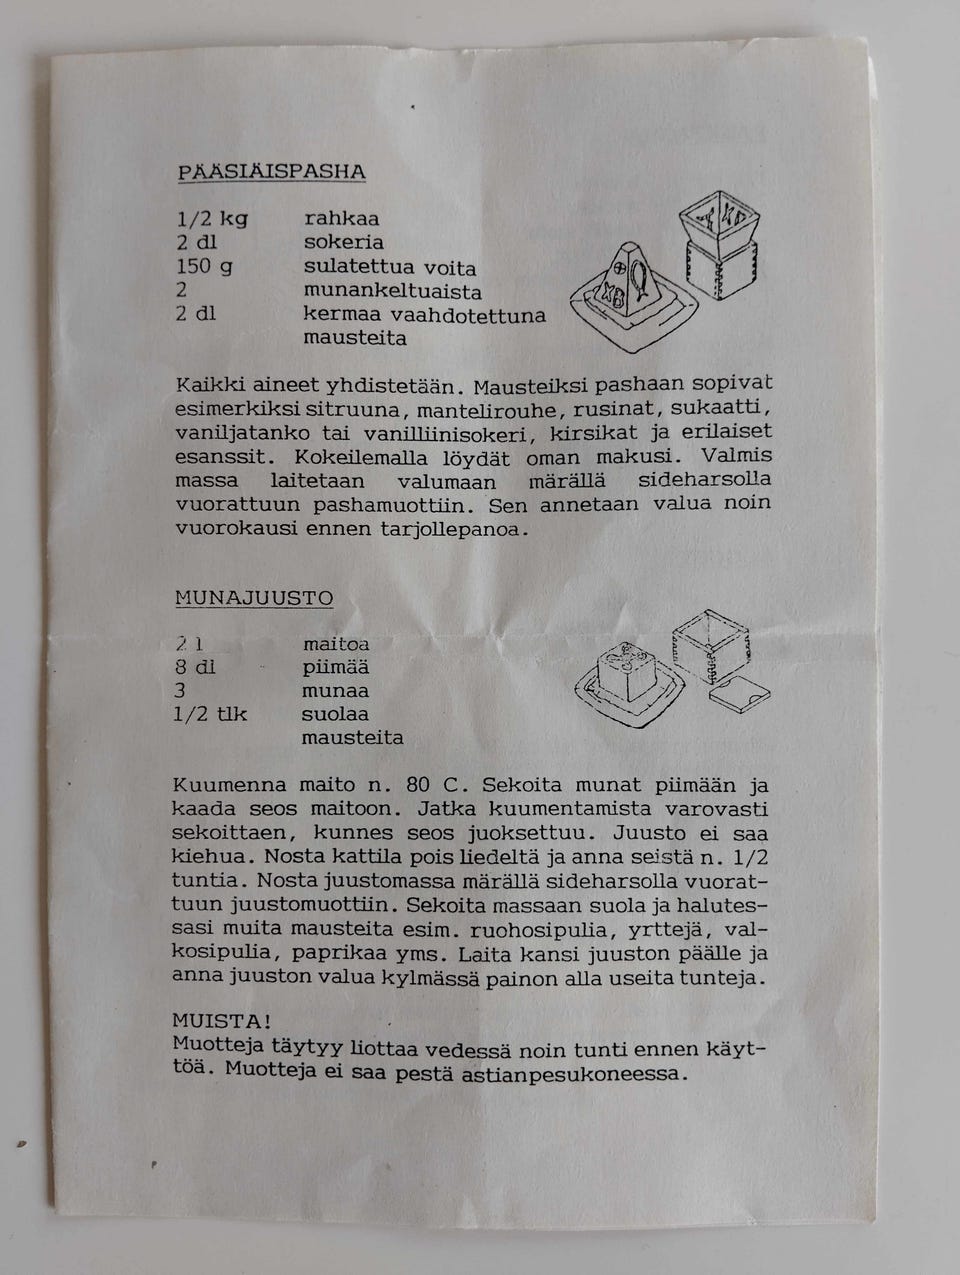 PÄÄSIÄISPASHA
1/2 kg rahkaa
2 dl sokeria
150 g sulatettua voita
2 munankeltuaista
2 dl kermaa vaahdotettuna
mausteita
Kaikki aineet yhdistetään. Mausteiksi pashaan sopivat
esimerkiksi sitruuna, mantelirouhe, rusinat, sukaatti,
vaniljatanko tai vanilliinisokeri, kirsikat ja erilaiset
esanssit. Kokeilemalla löydät oman makusi. Valmis
massa laitetaan valumaan märällä sideharsolla
vuorattuun pashamuottiin. Sen annetaan valua noin
vuorokausi ennen tarjollepanoa.
MUNAJUUSTO
2 l maitoa
8 dl piimää
3 munaa
1/2 tlk suolaa
mausteita
Kuumenna maito n. 80 C. Sekoita munat piimään ja
kaada seos maitoon. Jatka kuumentamista varovasti
sekoittaen, kunnes seos juoksettuu. Juusto ei saa
kiehua. Nosta kattila pois liedeltä ja anna seistä n. 1/2
tuntia. Nosta juustomassa märällä sideharsolla vuorat-
tuun juustomuottiin. Sekoita massaan suola ja halutes-
sasi muita mausteita esim. ruohosipulia, yrttejä, val-
kosipulia, paprikaa yms. Laita kansi juuston päälle ja
anna juuston valua kylmässä painon alla useita tunteja.
MUISTA!
Muotteja täytyy liottaa vedessä noin tunti ennen käyt-
töä. Muotteja ei saa pestä astianpesukoneessa.